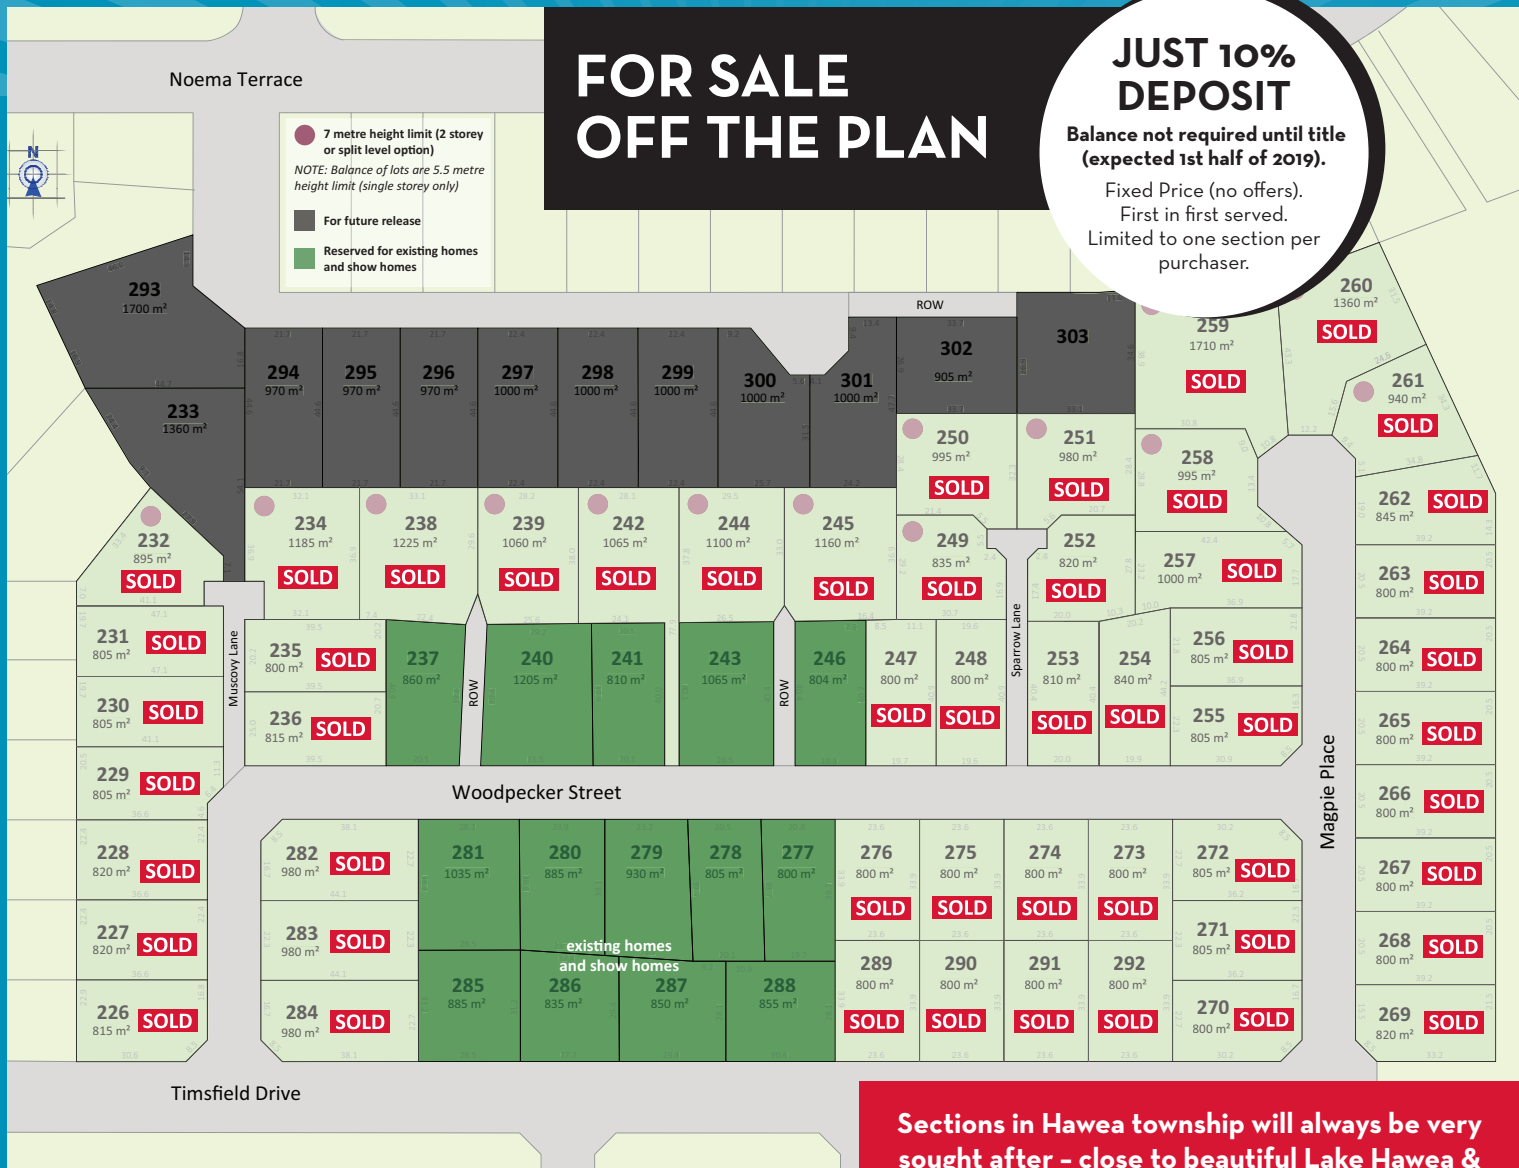 FOR SALE
OFF THE PLAN
JUST 10%
DEPOSIT
Balance not required until title
(expected 1st half of 2019).
Fixed Price (no offers).
First in first served.
Limited to one section per
purchaser.
Noema Terrace
N
7 metre height limit (2 storey
or split level option)
NOTE: Balance of lots are 5.5 metre
height limit (single storey only)
For future release
Reserved for existing homes
and show homes
ROW
293
1700 m²
233
1360 m²
294
970 m²
295
970 m²
296
970 m²
297
1000 m²
298
1000 m²
299
1000 m²
300
1000 m²
301
1000 m²
302
905 m²
303
259
1710 m²
SOLD
260
1360 m²
SOLD
261
940 m²
SOLD
250
995 m²
SOLD
251
980 m²
SOLD
258
995 m²
SOLD
262
845 m²
SOLD
232
895 m²
SOLD
234
1185 m²
SOLD
238
1225 m²
SOLD
239
1060 m²
SOLD
242
1065 m²
SOLD
244
1100 m²
SOLD
245
1160 m²
SOLD
249
835 m²
SOLD
252
820 m²
SOLD
257
1000 m²
SOLD
263
800 m²
SOLD
231
805 m²
SOLD
Muscovy Lane
235
800 m²
SOLD
237
860 m²
ROW
240
1205 m²
241
810 m²
243
1065 m²
ROW
246
804 m²
247
800 m²
SOLD
248
800 m²
SOLD
Sparrow Lane
253
810 m²
SOLD
254
840 m²
SOLD
256
805 m²
SOLD
264
800 m²
SOLD
230
805 m²
SOLD
236
815 m²
SOLD
255
805 m²
SOLD
265
800 m²
SOLD
229
805 m²
SOLD
Woodpecker Street
Magpie Place
266
800 m²
SOLD
228
820 m²
SOLD
282
980 m²
SOLD
281
1035 m²
280
885 m²
279
930 m²
278
805 m²
277
800 m²
276
800 m²
SOLD
275
800 m²
SOLD
274
800 m²
SOLD
273
800 m²
SOLD
272
805 m²
SOLD
267
800 m²
SOLD
227
820 m²
SOLD
283
980 m²
SOLD
existing homes
and show homes
271
805 m²
SOLD
268
800 m²
SOLD
226
815 m²
SOLD
284
980 m²
SOLD
285
885 m²
286
835 m²
287
850 m²
288
855 m²
289
800 m²
SOLD
290
800 m²
SOLD
291
800 m²
SOLD
292
800 m²
SOLD
270
800 m²
SOLD
269
820 m²
SOLD
Timsfield Drive
Sections in Hawea township will always be very
sought after – close to beautiful Lake Hawea &